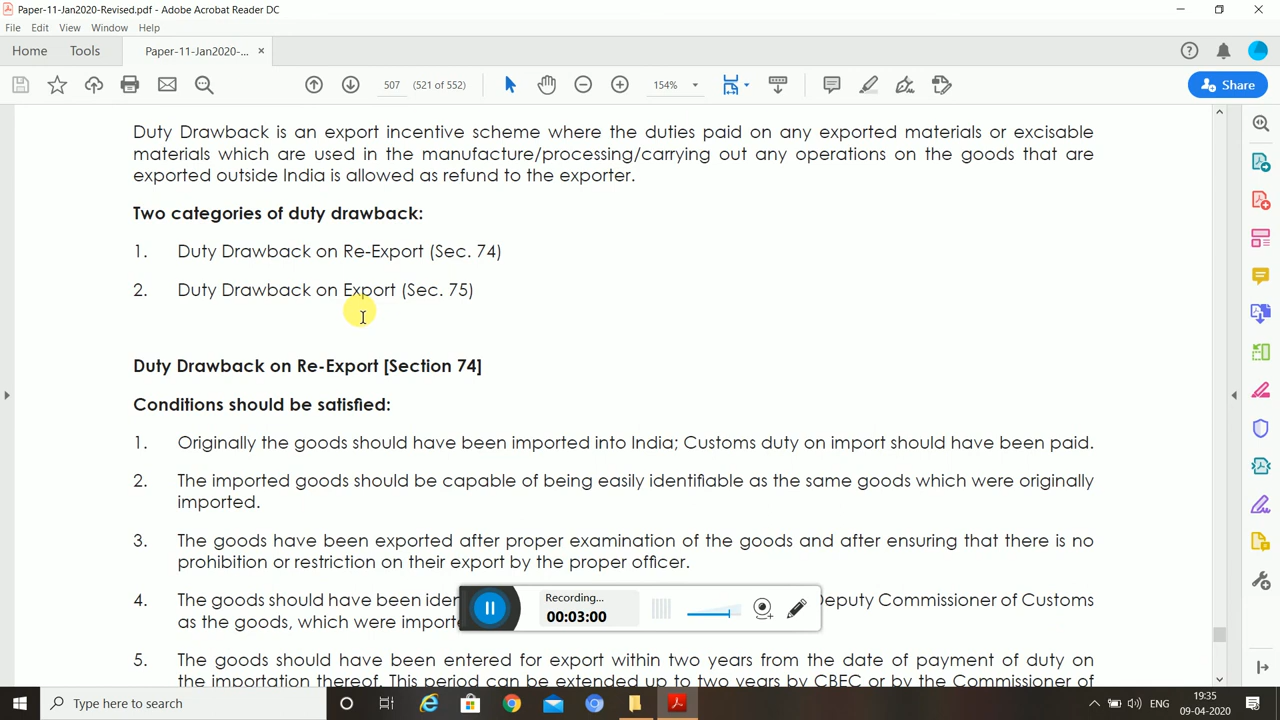 Paper-11-Jan2020-Revised.pdf - Adobe Acrobat Reader DC
File Edit View Window Help
Home Tools Paper-11-Jan2020-... ×
507 (521 of 552) 154% Share
Duty Drawback is an export incentive scheme where the duties paid on any exported materials or excisable
materials which are used in the manufacture/processing/carrying out any operations on the goods that are
exported outside India is allowed as refund to the exporter.
Two categories of duty drawback:
1. Duty Drawback on Re-Export (Sec. 74)
2. Duty Drawback on Export (Sec. 75)
Duty Drawback on Re-Export [Section 74]
Conditions should be satisfied:
1. Originally the goods should have been imported into India; Customs duty on import should have been paid.
2. The imported goods should be capable of being easily identifiable as the same goods which were originally
imported.
3. The goods have been exported after proper examination of the goods and after ensuring that there is no
prohibition or restriction on their export by the proper officer.
4. The goods should have been iden Deputy Commissioner of Customs
as the goods, which were importe
Recording...
00:03:00
5. The goods should have been entered for export within two years from the date of payment of duty on
the importation thereof. This period can be extended up to two years by CBEC or by the Commissioner of
Type here to search
ENG
19:35
09-04-2020